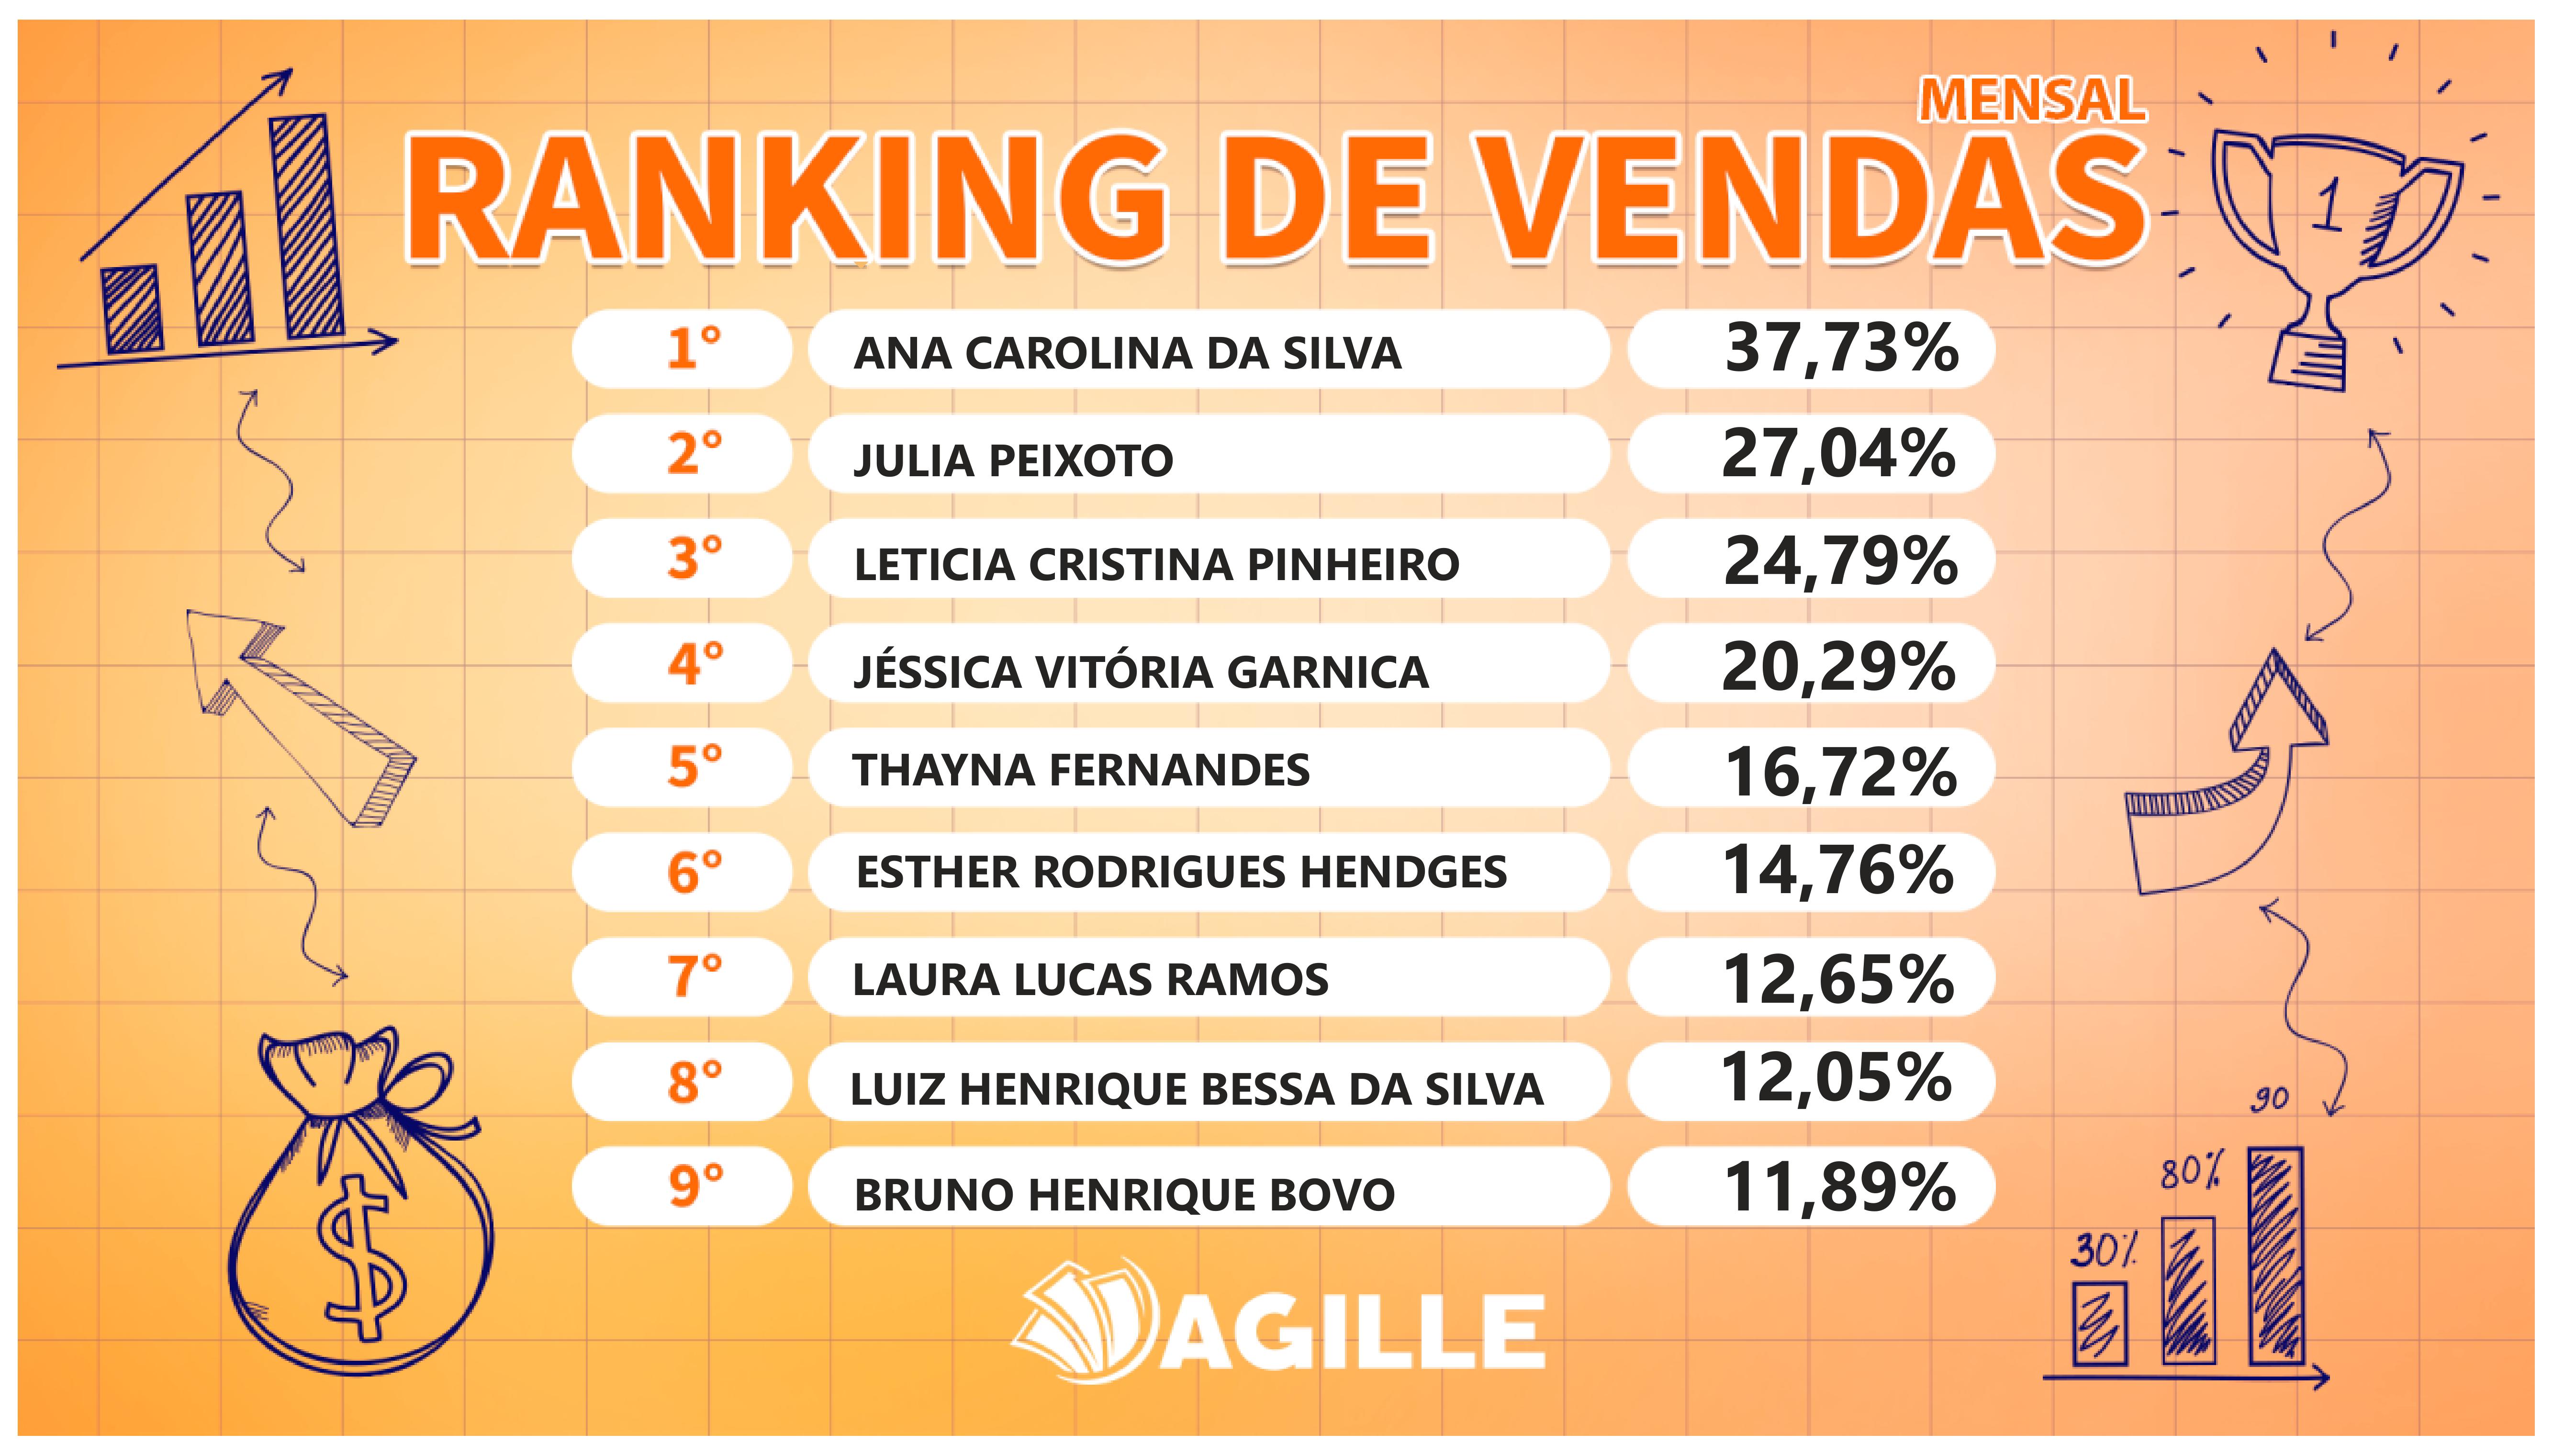 MENSAL
RANKING DE VENDAS
1
1° ANA CAROLINA DA SILVA 37,73%
2° JULIA PEIXOTO 27,04%
3° LETICIA CRISTINA PINHEIRO 24,79%
4° JÉSSICA VITÓRIA GARNICA 20,29%
5° THAYNA FERNANDES 16,72%
6° ESTHER RODRIGUES HENDGES 14,76%
7° LAURA LUCAS RAMOS 12,65%
8° LUIZ HENRIQUE BESSA DA SILVA 12,05%
9° BRUNO HENRIQUE BOVO 11,89%
90
80%
30%
$
AGILLE